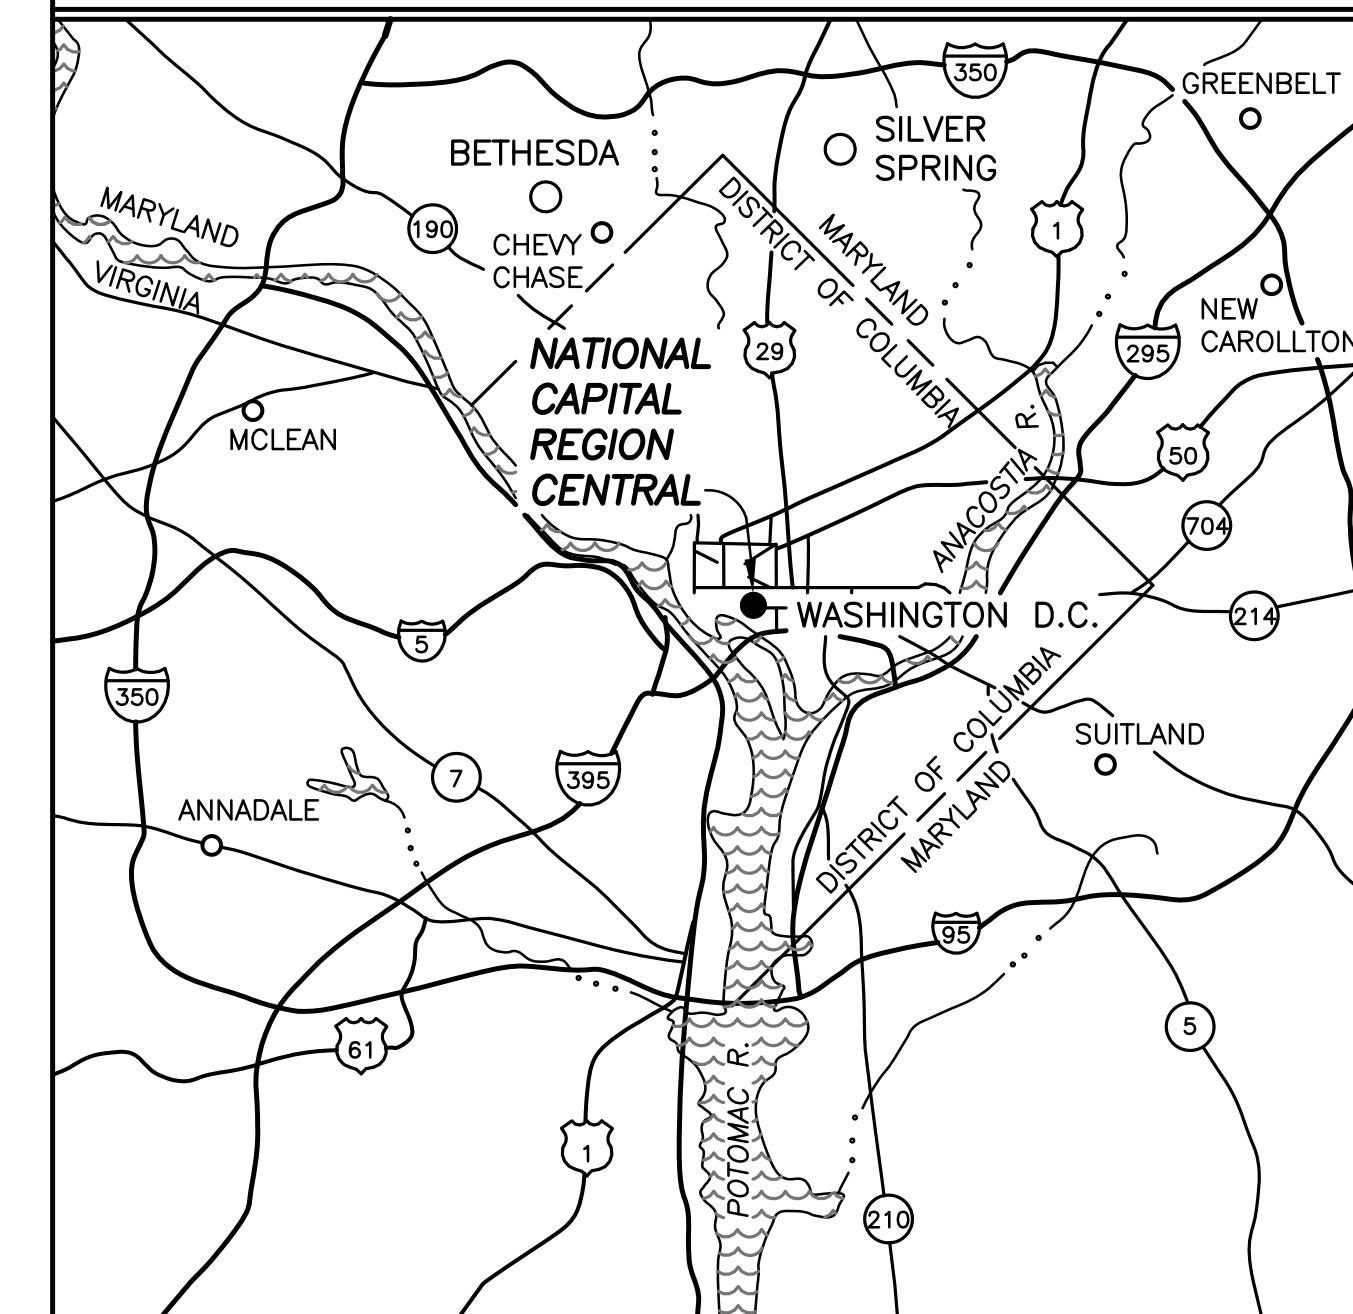 350
GREENBELT
SILVER
SPRING
BETHESDA
MARYLAND
190
CHEVY
CHASE
DISTRICT OF COLUMBIA
MARYLAND
1
VIRGINIA
NEW
CAROLLTON
295
29
NATIONAL
CAPITAL
REGION
CENTRAL
MCLEAN
50
ANACOSTIA R.
704
WASHINGTON D.C.
214
5
350
DISTRICT OF COLUMBIA
MARYLAND
SUITLAND
395
7
ANNADALE
95
5
61
POTOMAC R.
1
210